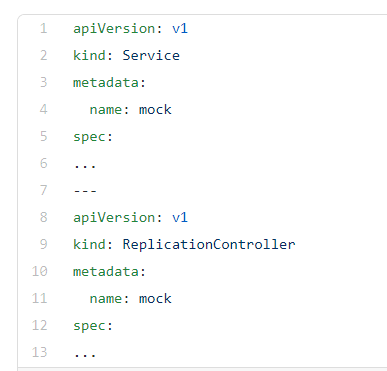 1 apiVersion: v1
2 kind: Service
3 metadata:
4   name: mock
5 spec:
6 ...
7 ---
8 apiVersion: v1
9 kind: ReplicationController
10 metadata:
11   name: mock
12 spec:
13 ...